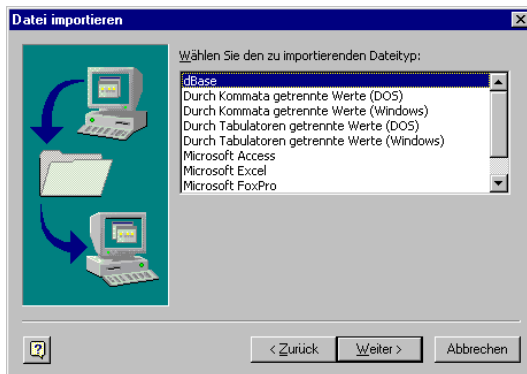 Datei importieren
Wählen Sie den zu importierenden Dateityp:
dBase
Durch Kommata getrennte Werte (DOS)
Durch Kommata getrennte Werte (Windows)
Durch Tabulatoren getrennte Werte (DOS)
Durch Tabulatoren getrennte Werte (Windows)
Microsoft Access
Microsoft Excel
Microsoft FoxPro
< Zurück Weiter > Abbrechen